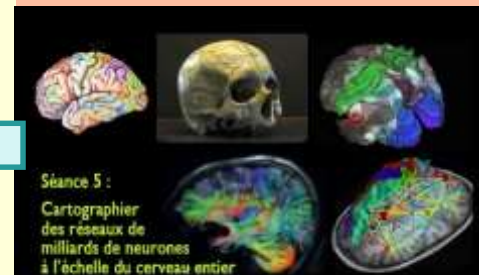 Séance 5 :
Cartographier
des réseaux de
milliards de neurones
à l'échelle du cerveau entier